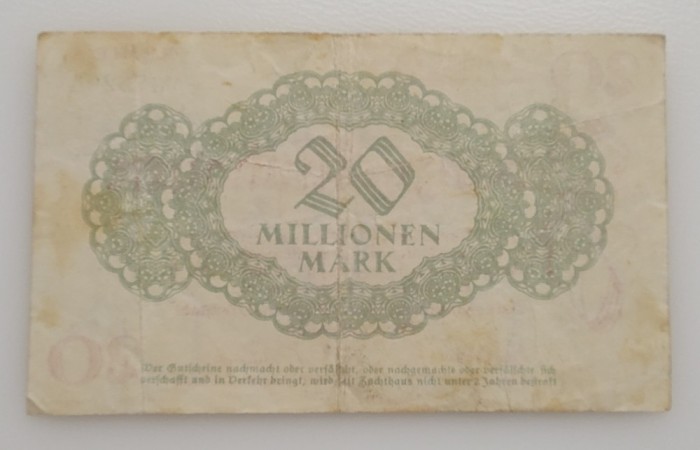 20
MILLIONEN
MARK
Wer Gutscheine nachmacht oder verfälscht, oder nachgemachte oder verfälschte sich
verschafft und in Verkehr bringt, wird mit Zuchthaus nicht unter 2 Jahren bestraft
20